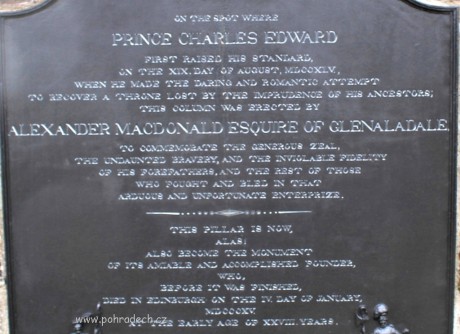 ON THE SPOT WHERE
PRINCE CHARLES EDWARD
FIRST RAISED HIS STANDARD,
ON THE XIX. DAY OF AUGUST, MDCCXLV,
WHEN HE MADE THE DARING AND ROMANTIC ATTEMPT
TO RECOVER A THRONE LOST BY THE IMPRUDENCE OF HIS ANCESTORS;
THIS COLUMN WAS ERECTED BY
ALEXANDER MACDONALD ESQUIRE OF GLENALADALE,
TO COMMEMORATE THE GENEROUS ZEAL,
THE UNDAUNTED BRAVERY, AND THE INVIOLABLE FIDELITY
OF HIS FOREFATHERS, AND THE REST OF THOSE
WHO FOUGHT AND BLED IN THAT
ARDUOUS AND UNFORTUNATE ENTERPRIZE.
THIS PILLAR IS NOW,
ALAS!
ALSO BECOME THE MONUMENT
OF ITS AMIABLE AND ACCOMPLISHED FOUNDER,
WHO,
BEFORE IT WAS FINISHED,
DIED IN EDINBURGH ON THE IV. DAY OF JANUARY,
MDCCCXV.
AT THE EARLY AGE OF XXVIII. YEARS.
www.pohradech.cz